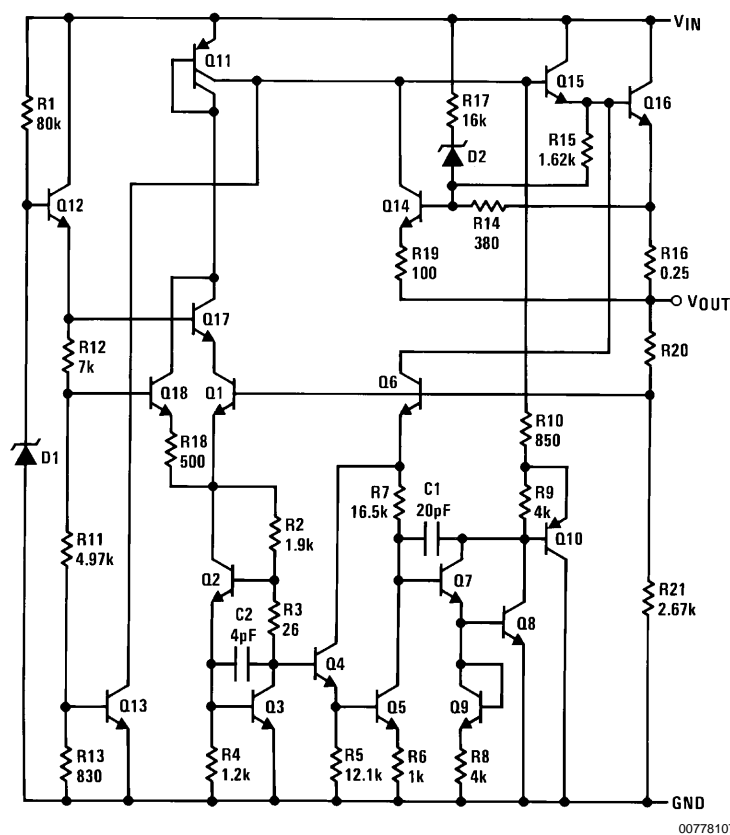 VIN
Q11
R1
80k
R17
16k
Q15
Q16
D2
R15
1.62k
Q12
Q14
R14
380
R19
100
R16
0.25
VOUT
Q17
R12
7k
R20
Q18
Q1
Q6
R18
500
R10
850
D1
R7
16.5k
C1
20pF
R9
4k
Q10
R2
1.9k
R11
4.97k
Q2
Q7
R21
2.67k
R3
26
C2
4pF
Q8
Q4
Q13
Q3
Q5
Q9
R13
830
R4
1.2k
R5
12.1k
R6
1k
R8
4k
GND